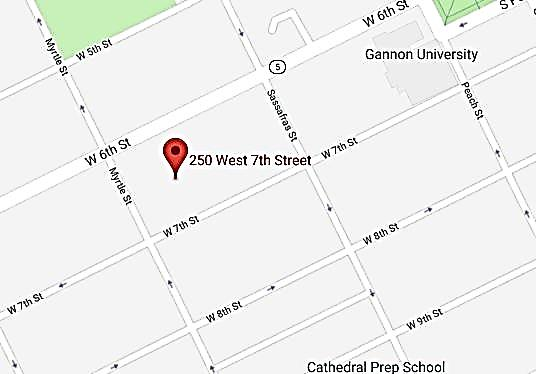 W 6th St
S P
Gannon University
Myrtle St
W 5th St
5
Peach St
Sassafras St
W 7th St
W 6th St
250 West 7th Street
Myrtle St
W 7th St
W 8th St
W 7th St
W 8th St
W 9th St
Cathedral Prep School